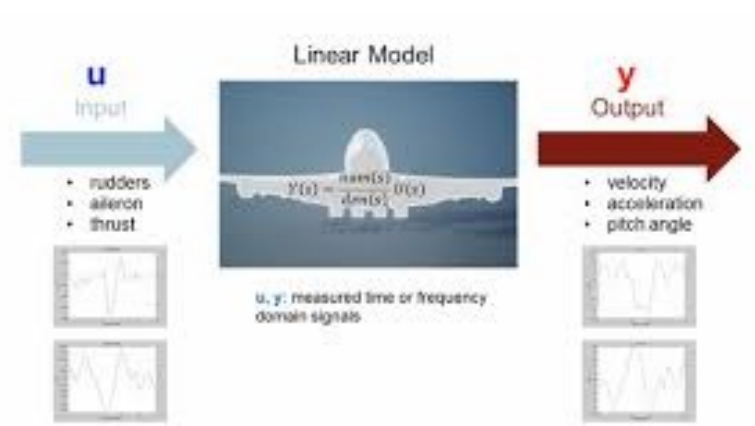 Linear Model
u
Input
y
Output
Y(s) = num(s) / den(s) U(s)
• rudders
• aileron
• thrust
• velocity
• acceleration
• pitch angle
u, y: measured time or frequency
domain signals